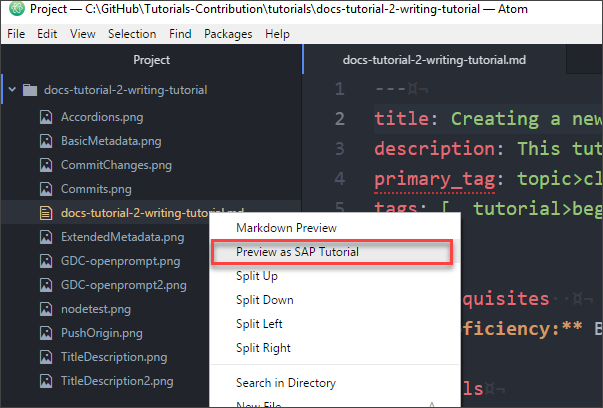 Project — C:\GitHub\Tutorials-Contribution\tutorials\docs-tutorial-2-writing-tutorial — Atom
File Edit View Selection Find Packages Help
Project
docs-tutorial-2-writing-tutorial
Accordions.png
BasicMetadata.png
CommitChanges.png
Commits.png
docs-tutorial-2-writing-tutorial.md
ExtendedMetadata.png
GDC-openprompt.png
GDC-openprompt2.png
nodetest.png
PushOrigin.png
TitleDescription.png
TitleDescription2.png
docs-tutorial-2-writing-tutorial.md
1 ---¤¬
2 title: Creating a new
3 description: This tut
4 primary_tag: topic>cl
5 tags: [ tutorial>beg
quisites ¤¬
eficiency:** B
ls¤¬
Markdown Preview
Preview as SAP Tutorial
Split Up
Split Down
Split Left
Split Right
Search in Directory
New File A